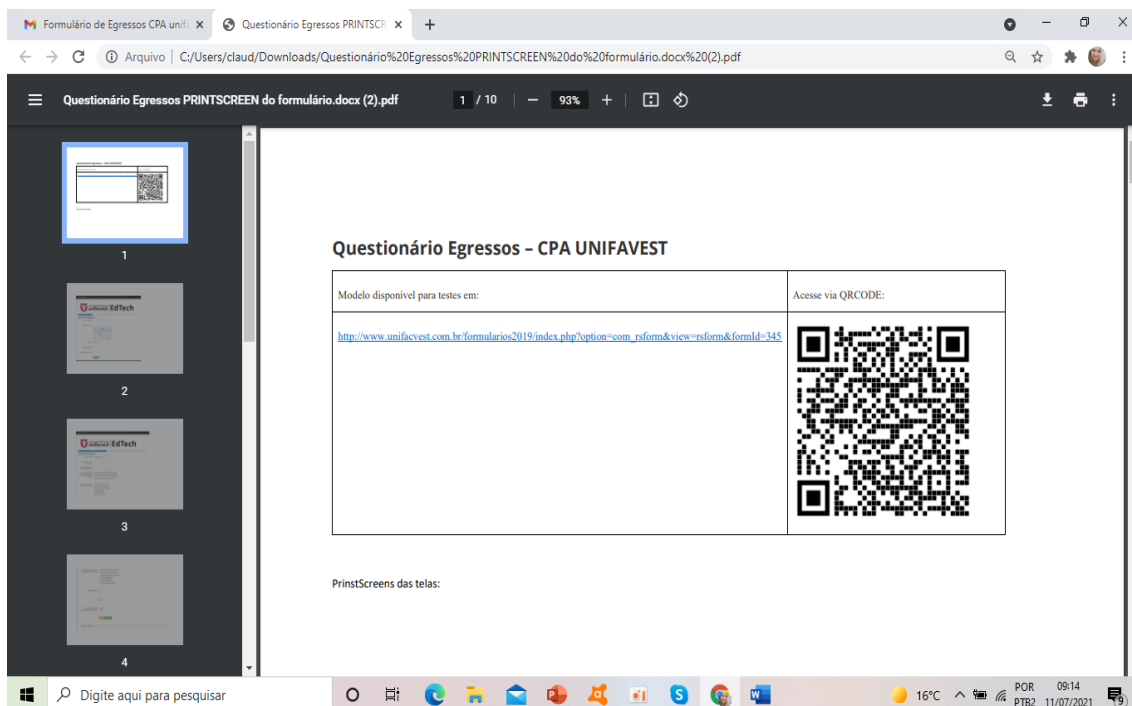 Formulário de Egressos CPA unifa
Questionário Egressos PRINTSCR
Arquivo
C:/Users/claud/Downloads/Questionário%20Egressos%20PRINTSCREEN%20do%20formulário.docx%20(2).pdf
Questionário Egressos PRINTSCREEN do formulário.docx (2).pdf
1 / 10
93%
1
EdTech
2
EdTech
3
4
Questionário Egressos – CPA UNIFAVEST
Modelo disponível para testes em:
Acesse via QRCODE:
http://www.unifacvest.com.br/formularios2019/index.php?option=com_rsform&view=rsform&formId=345
PrinstScreens das telas:
Digite aqui para pesquisar
16°C
POR
PTB2
09:14
11/07/2021
9